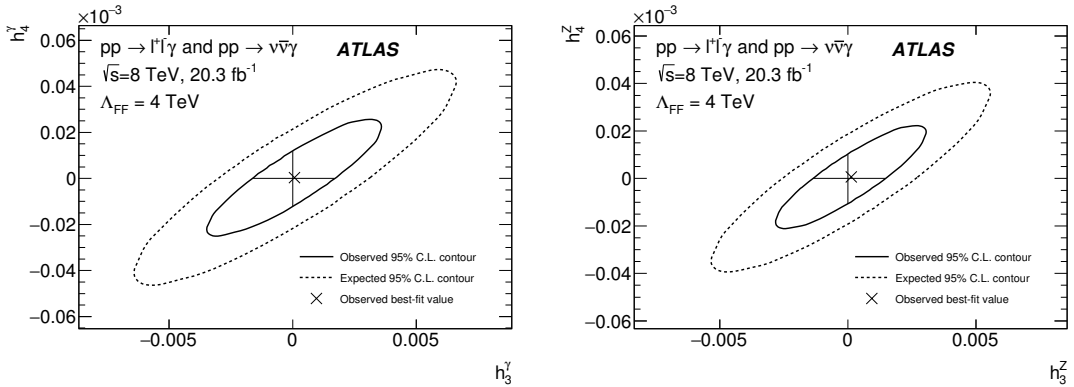 ×10⁻³
h₄^γ
pp → l⁺l⁻γ and pp → νν̄γ
ATLAS
√s=8 TeV, 20.3 fb⁻¹
Λ_FF = 4 TeV
0.06
0.04
0.02
0
−0.02
−0.04
−0.06
Observed 95% C.L. contour
Expected 95% C.L. contour
Observed best-fit value
−0.005 0 0.005
h₃^γ
×10⁻³
h₄^Z
pp → l⁺l⁻γ and pp → νν̄γ
ATLAS
√s=8 TeV, 20.3 fb⁻¹
Λ_FF = 4 TeV
0.06
0.04
0.02
0
−0.02
−0.04
−0.06
Observed 95% C.L. contour
Expected 95% C.L. contour
Observed best-fit value
−0.005 0 0.005
h₃^Z